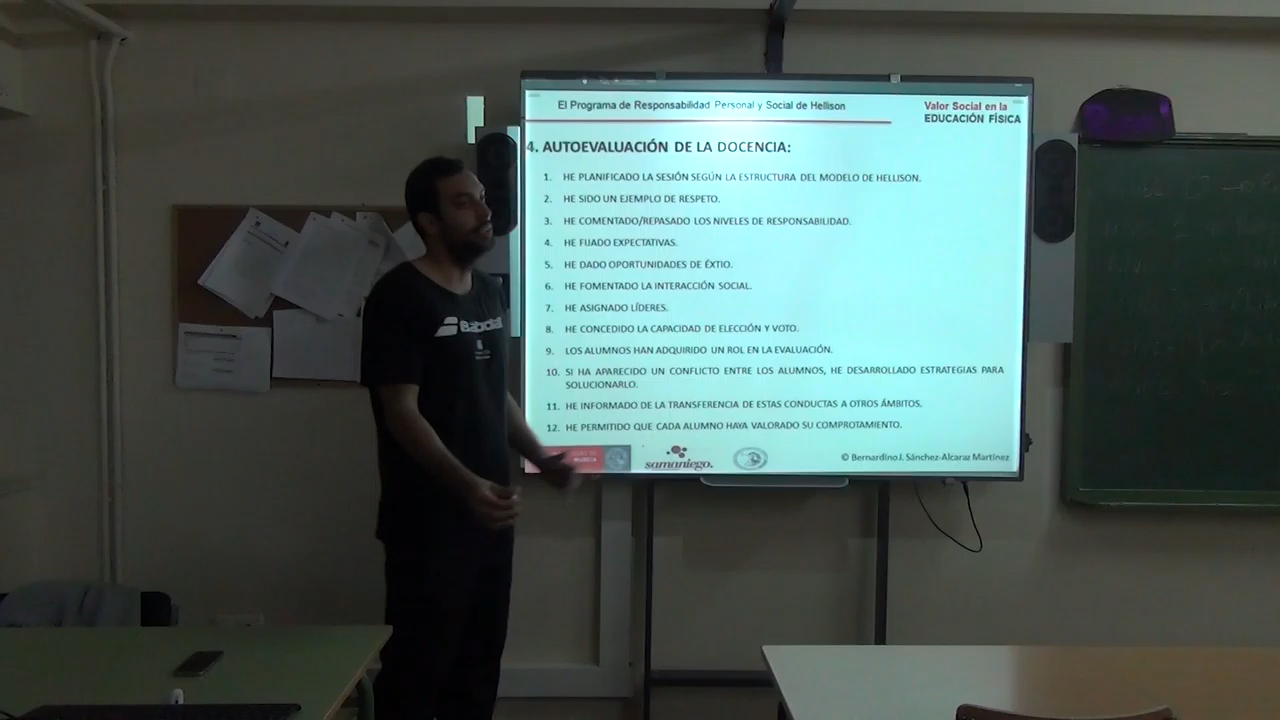 El Programa de Responsabilidad Personal y Social de Hellison
Valor Social en la
EDUCACIÓN FÍSICA
4. AUTOEVALUACIÓN DE LA DOCENCIA:
1. HE PLANIFICADO LA SESIÓN SEGÚN LA ESTRUCTURA DEL MODELO DE HELLISON.
2. HE SIDO UN EJEMPLO DE RESPETO.
3. HE COMENTADO/REPASADO LOS NIVELES DE RESPONSABILIDAD.
4. HE FIJADO EXPECTATIVAS.
5. HE DADO OPORTUNIDADES DE ÉXTIO.
6. HE FOMENTADO LA INTERACCIÓN SOCIAL.
7. HE ASIGNADO LÍDERES.
8. HE CONCEDIDO LA CAPACIDAD DE ELECCIÓN Y VOTO.
9. LOS ALUMNOS HAN ADQUIRIDO UN ROL EN LA EVALUACIÓN.
10. SI HA APARECIDO UN CONFLICTO ENTRE LOS ALUMNOS, HE DESARROLLADO ESTRATEGIAS PARA
SOLUCIONARLO.
11. HE INFORMADO DE LA TRANSFERENCIA DE ESTAS CONDUCTAS A OTROS ÁMBITOS.
12. HE PERMITIDO QUE CADA ALUMNO HAYA VALORADO SU COMPROTAMIENTO.
samaniego.
© Bernardino J. Sánchez-Alcaraz Martínez
Babolat